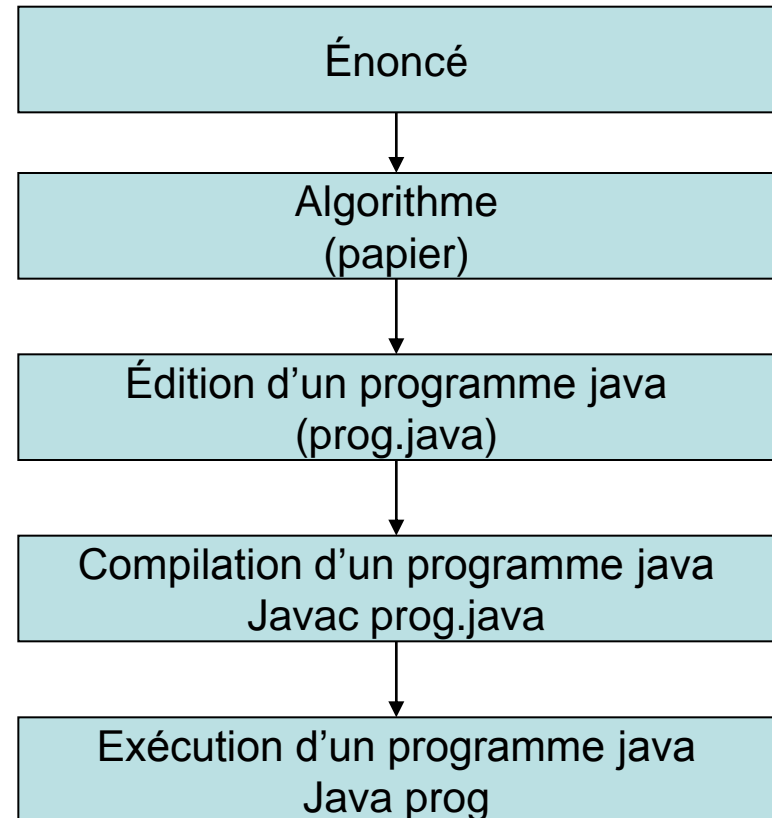 Énoncé
Algorithme
(papier)
Édition d’un programme java
(prog.java)
Compilation d’un programme java
Javac prog.java
Exécution d’un programme java
Java prog